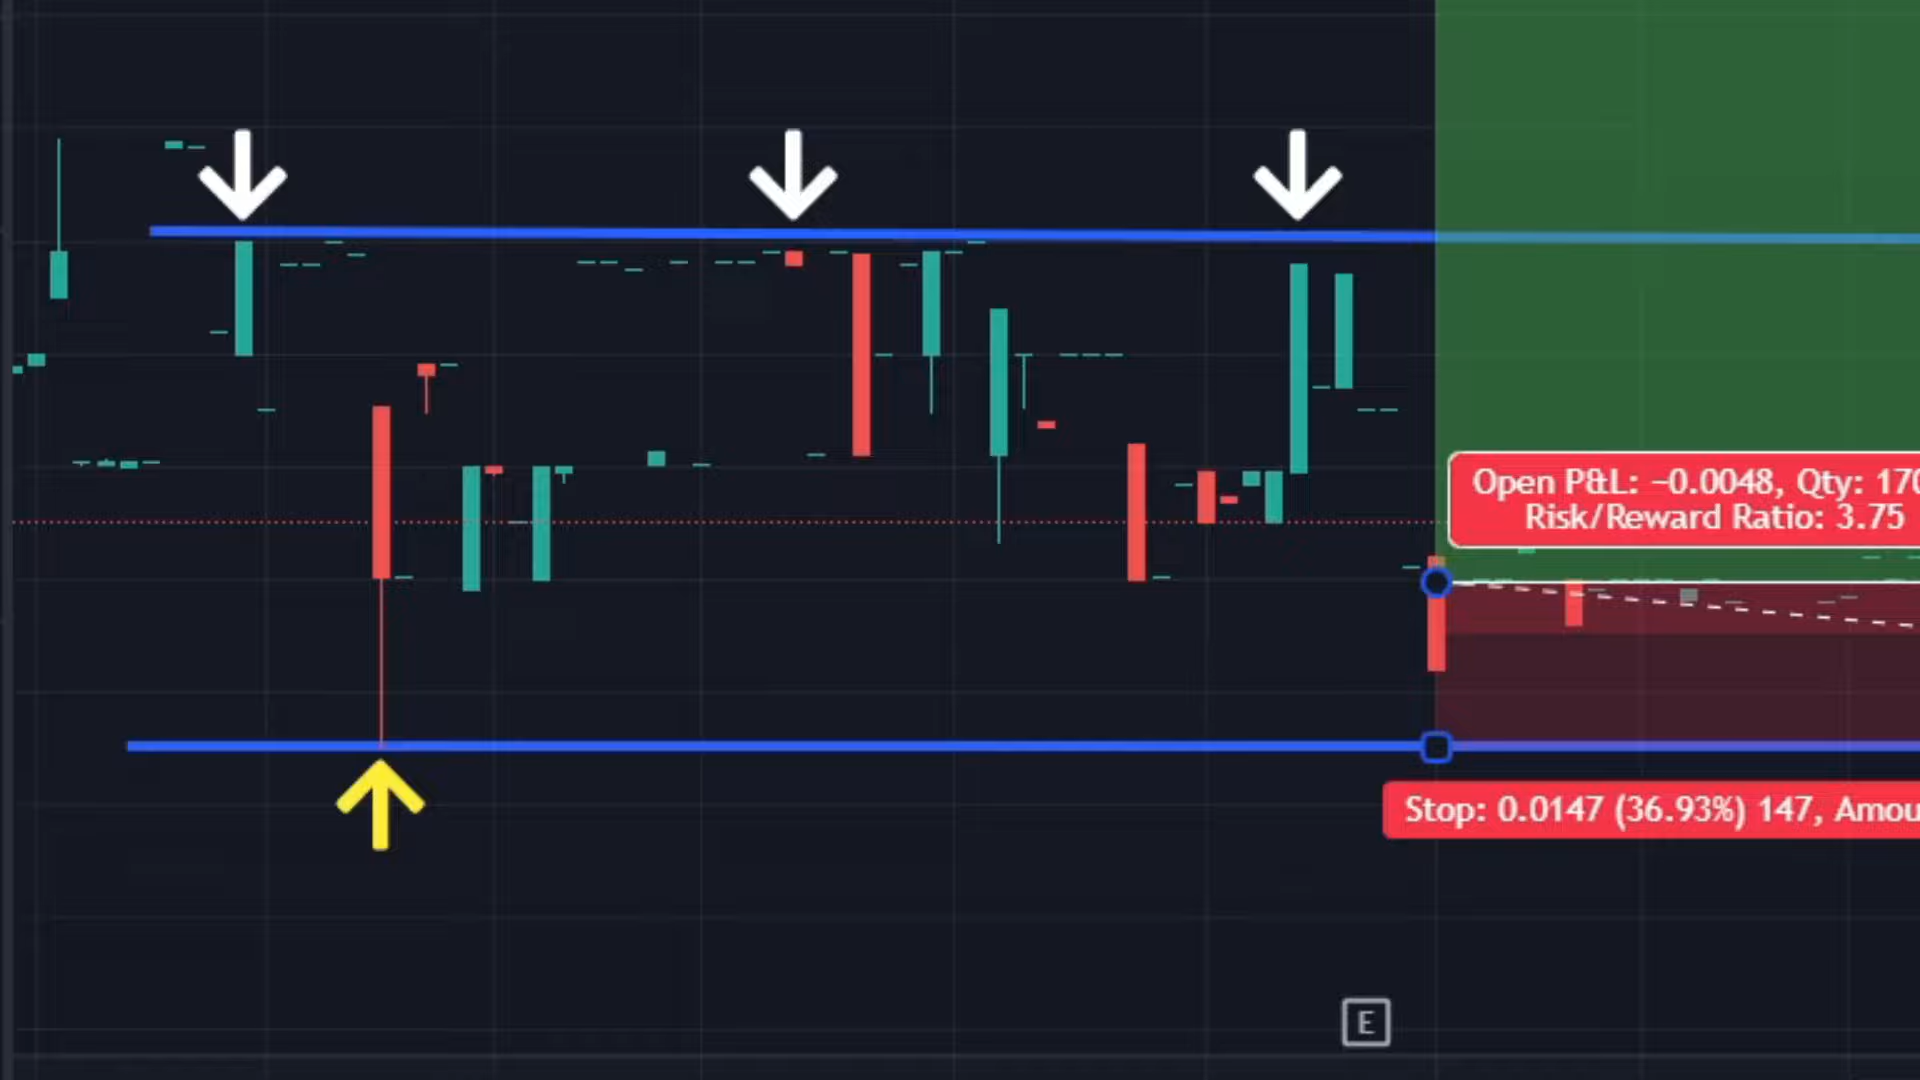 Open P&L: −0.0048, Qty: 170
Risk/Reward Ratio: 3.75
Stop: 0.0147 (36.93%) 147, Amou
E